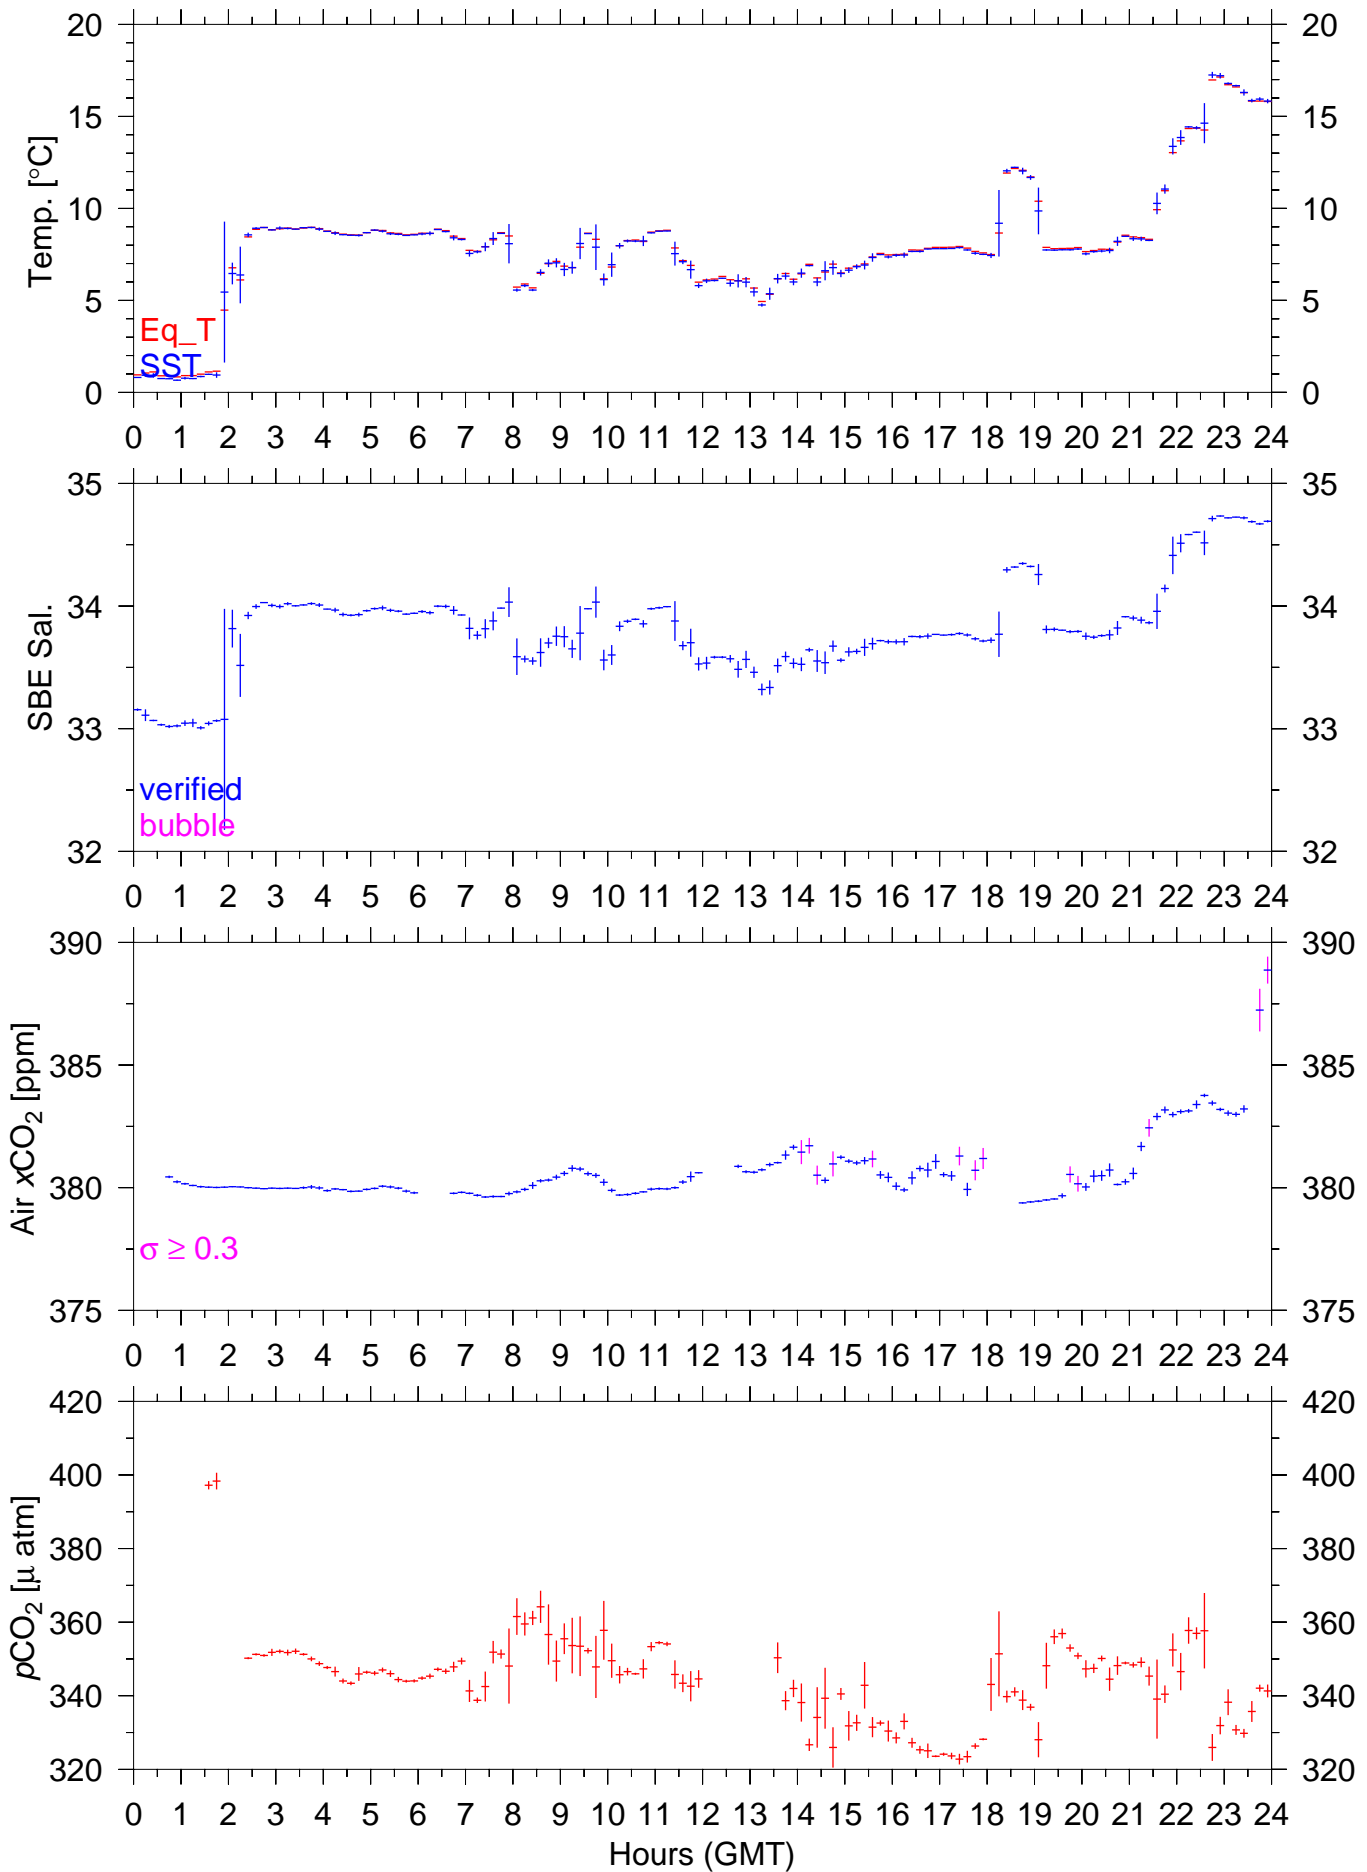 20 20
15 15
10 10
5 5
0 0
Temp. [°C]
Eq_T
SST
0 1 2 3 4 5 6 7 8 9 10 11 12 13 14 15 16 17 18 19 20 21 22 23 24
35 35
34 34
33 33
32 32
SBE Sal.
verified
bubble
0 1 2 3 4 5 6 7 8 9 10 11 12 13 14 15 16 17 18 19 20 21 22 23 24
390 390
385 385
380 380
375 375
Air xCO₂ [ppm]
σ ≥ 0.3
0 1 2 3 4 5 6 7 8 9 10 11 12 13 14 15 16 17 18 19 20 21 22 23 24
420 420
400 400
380 380
360 360
340 340
320 320
pCO₂ [μ atm]
0 1 2 3 4 5 6 7 8 9 10 11 12 13 14 15 16 17 18 19 20 21 22 23 24
Hours (GMT)